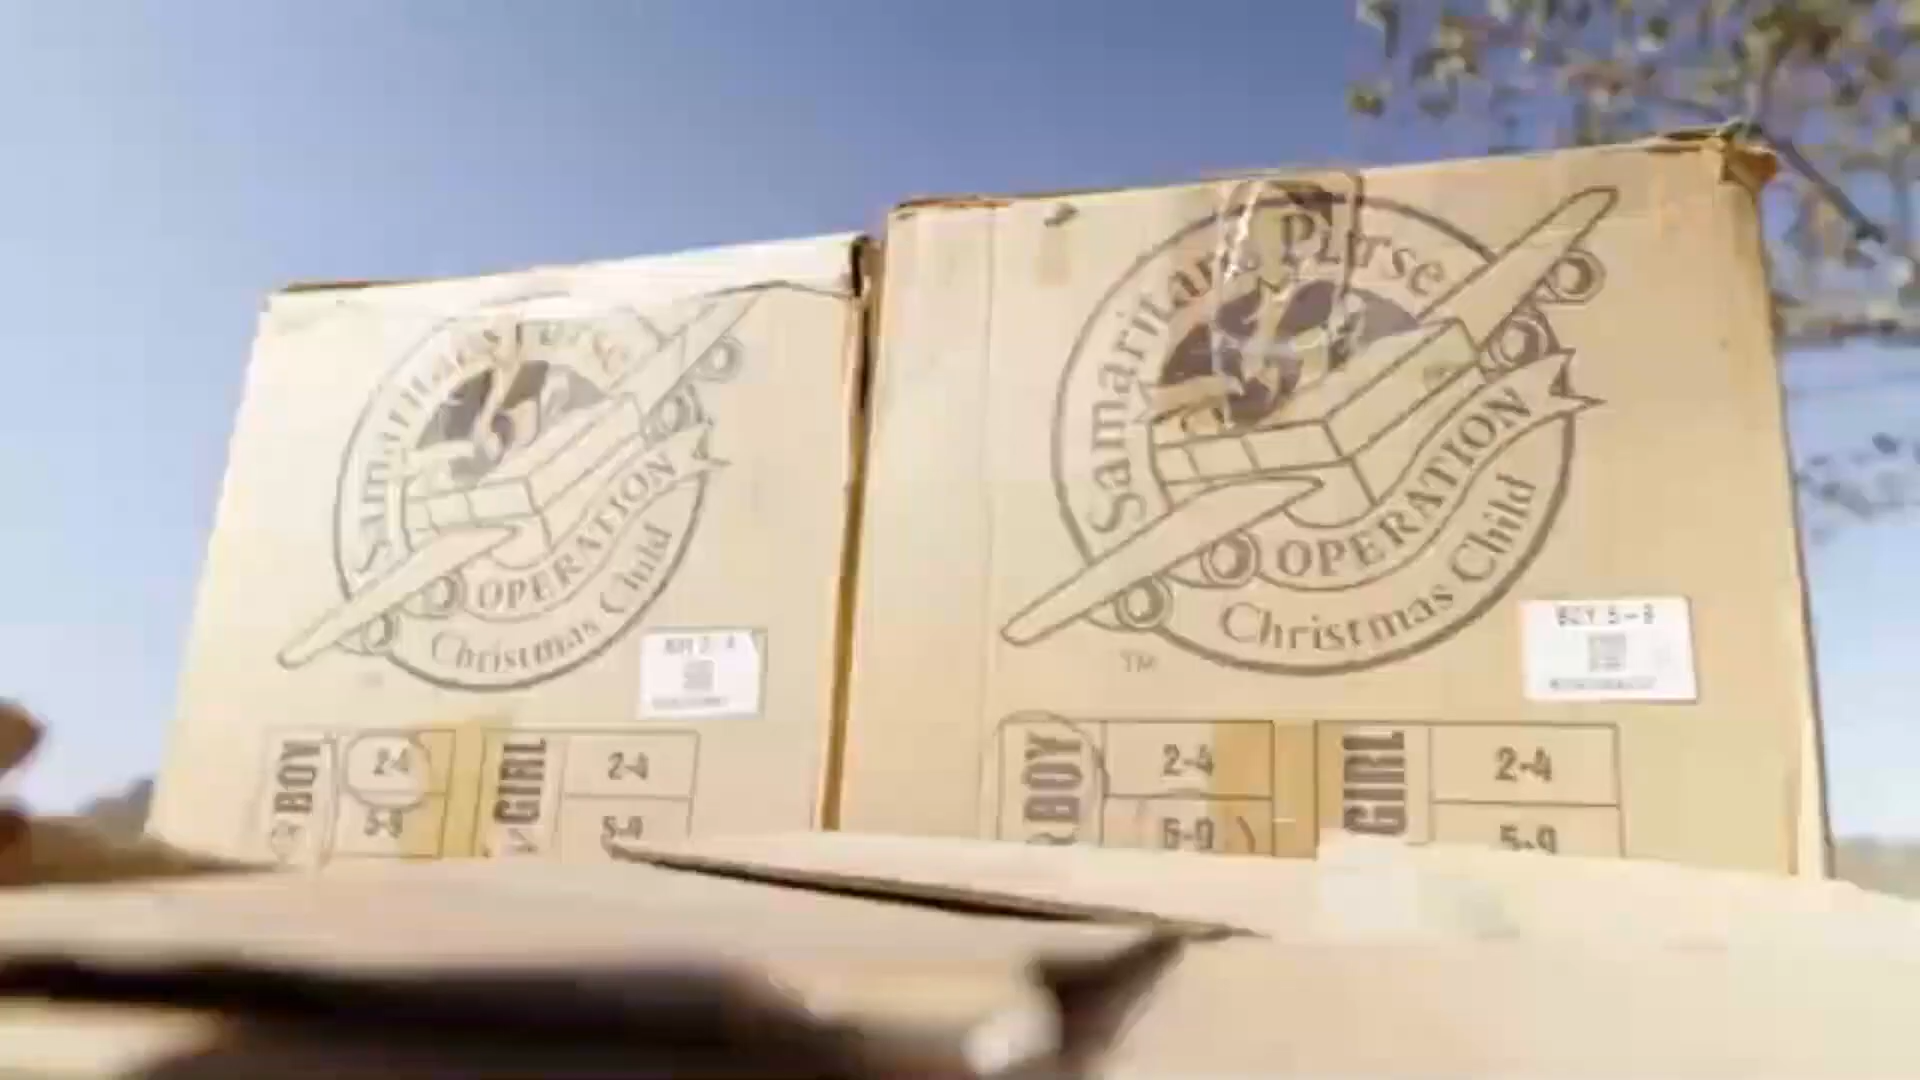 Samaritan's Purse
OPERATION
Christmas Child
BOY
2-4
5-9
GIRL
2-4
5-9
Samaritan's Purse
OPERATION
Christmas Child
TM
BOY 5-9
BOY
2-4
5-9
GIRL
2-4
5-9